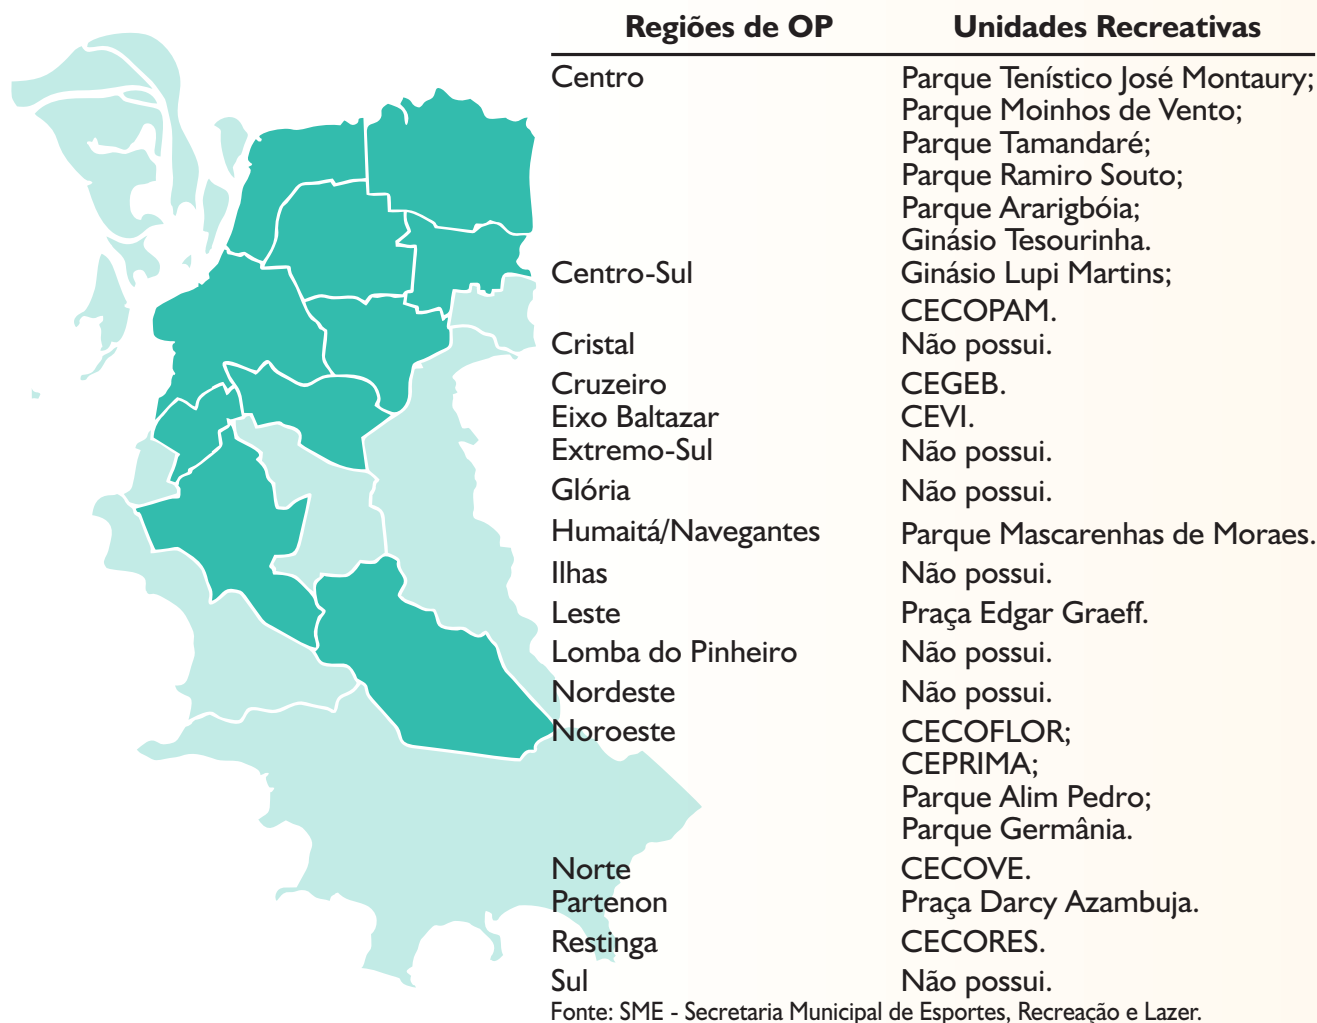 Regiões de OP Unidades Recreativas
Centro Parque Tenístico José Montaury;
Parque Moinhos de Vento;
Parque Tamandaré;
Parque Ramiro Souto;
Parque Ararigbóia;
Ginásio Tesourinha.
Centro-Sul Ginásio Lupi Martins;
CECOPAM.
Cristal Não possui.
Cruzeiro CEGEB.
Eixo Baltazar CEVI.
Extremo-Sul Não possui.
Glória Não possui.
Humaitá/Navegantes Parque Mascarenhas de Moraes.
Ilhas Não possui.
Leste Praça Edgar Graeff.
Lomba do Pinheiro Não possui.
Nordeste Não possui.
Noroeste CECOFLOR;
CEPRIMA;
Parque Alim Pedro;
Parque Germânia.
Norte CECOVE.
Partenon Praça Darcy Azambuja.
Restinga CECORES.
Sul Não possui.
Fonte: SME - Secretaria Municipal de Esportes, Recreação e Lazer.